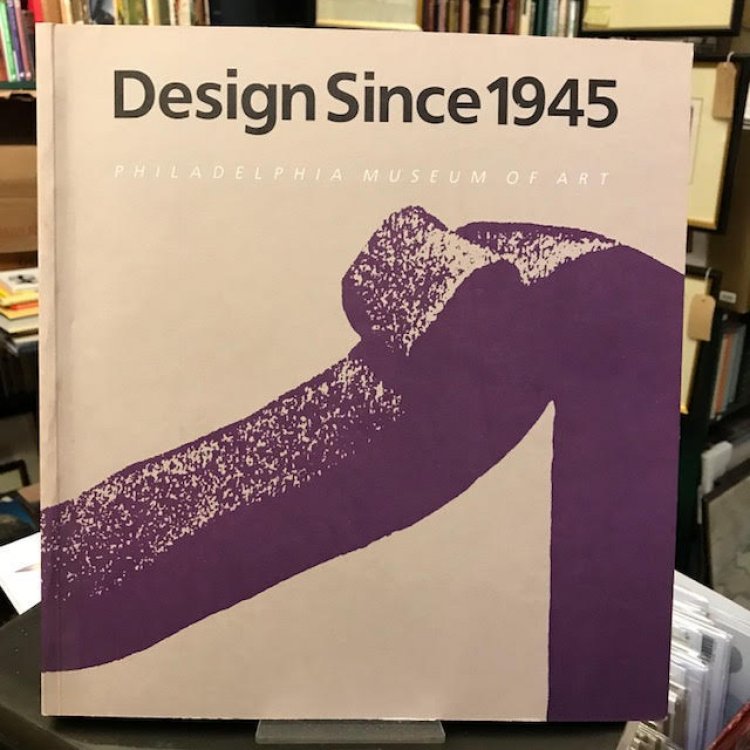 Design Since 1945
PHILADELPHIA MUSEUM OF ART